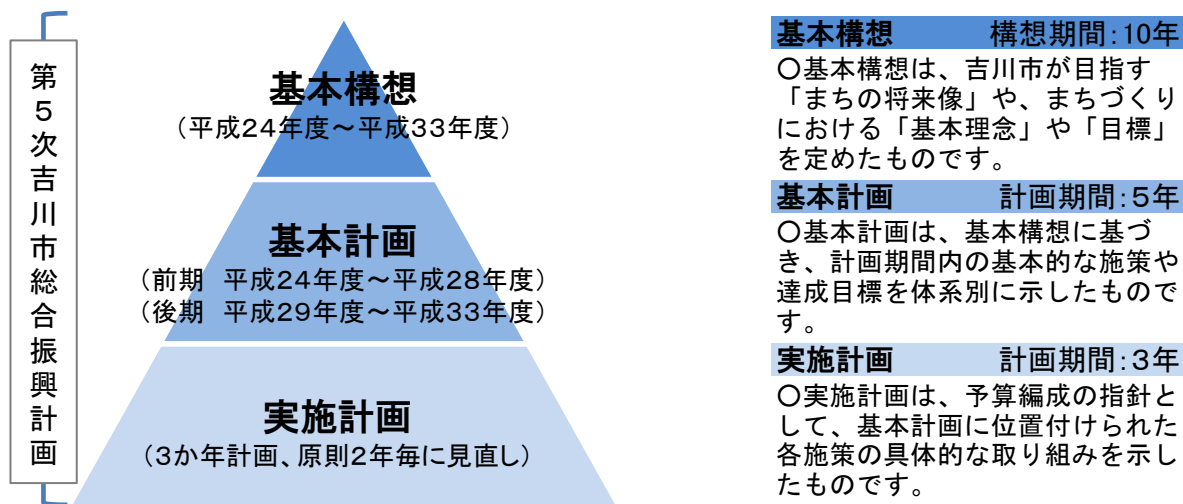 第5次吉川市総合振興計画
基本構想
（平成24年度～平成33年度）
基本計画
（前期　平成24年度～平成28年度）
（後期　平成29年度～平成33年度）
実施計画
（3か年計画、原則2年毎に見直し）
基本構想　構想期間：10年
○基本構想は、吉川市が目指す
「まちの将来像」や、まちづくり
における「基本理念」や「目標」
を定めたものです。
基本計画　計画期間：5年
○基本計画は、基本構想に基づ
き、計画期間内の基本的な施策や
達成目標を体系別に示したもので
す。
実施計画　計画期間：3年
○実施計画は、予算編成の指針と
して、基本計画に位置付けられた
各施策の具体的な取り組みを示し
たものです。